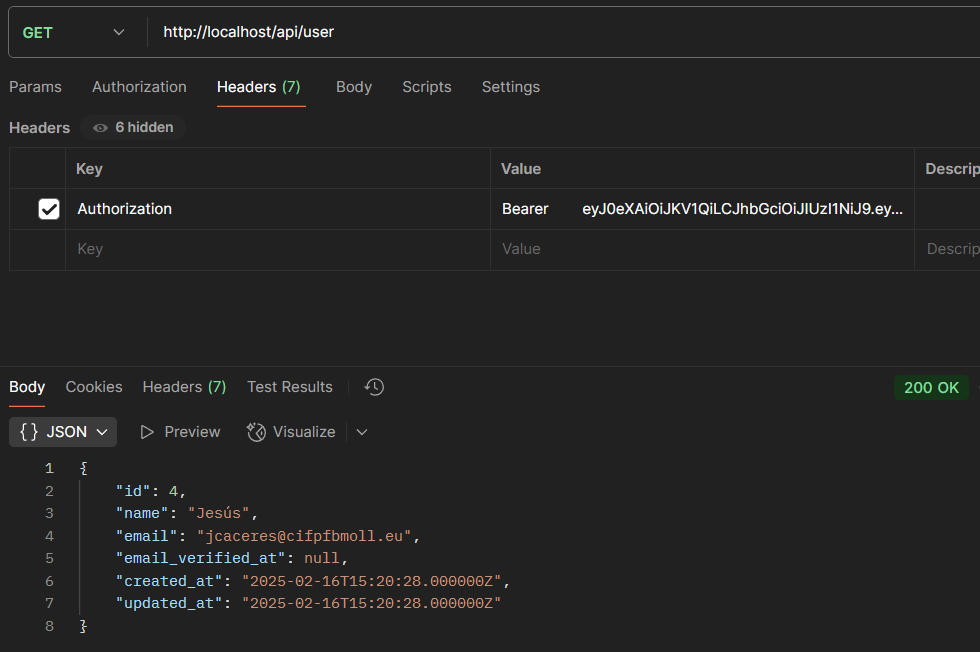 GET http://localhost/api/user
Params Authorization Headers (7) Body Scripts Settings
Headers 6 hidden
Key Value Descrip
Authorization Bearer eyJ0eXAiOiJKV1QiLCJhbGciOiJIUzI1NiJ9.ey...
Key Value Descrip
Body Cookies Headers (7) Test Results 200 OK
{} JSON Preview Visualize
1 {
2 "id": 4,
3 "name": "Jesús",
4 "email": "jcaceres@cifpfbmoll.eu",
5 "email_verified_at": null,
6 "created_at": "2025-02-16T15:20:28.000000Z",
7 "updated_at": "2025-02-16T15:20:28.000000Z"
8 }